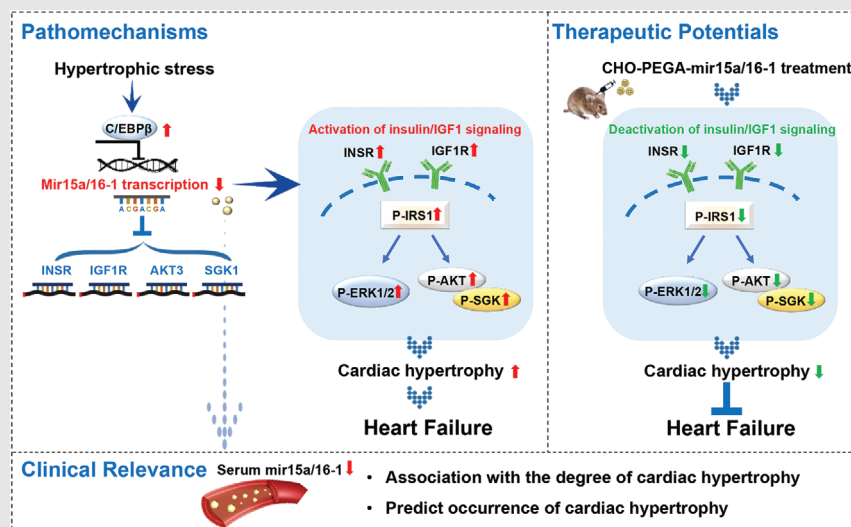 Pathomechanisms
Hypertrophic stress
C/EBPβ
Mir15a/16-1 transcription
ACGACGA
INSR IGF1R AKT3 SGK1
Activation of insulin/IGF1 signaling
INSR IGF1R
P-IRS1
P-ERK1/2
P-AKT
P-SGK
Cardiac hypertrophy
Heart Failure
Therapeutic Potentials
CHO-PEGA-mir15a/16-1 treatment
Deactivation of insulin/IGF1 signaling
INSR IGF1R
P-IRS1
P-ERK1/2
P-AKT
P-SGK
Cardiac hypertrophy
Heart Failure
Clinical Relevance
Serum mir15a/16-1
• Association with the degree of cardiac hypertrophy
• Predict occurrence of cardiac hypertrophy